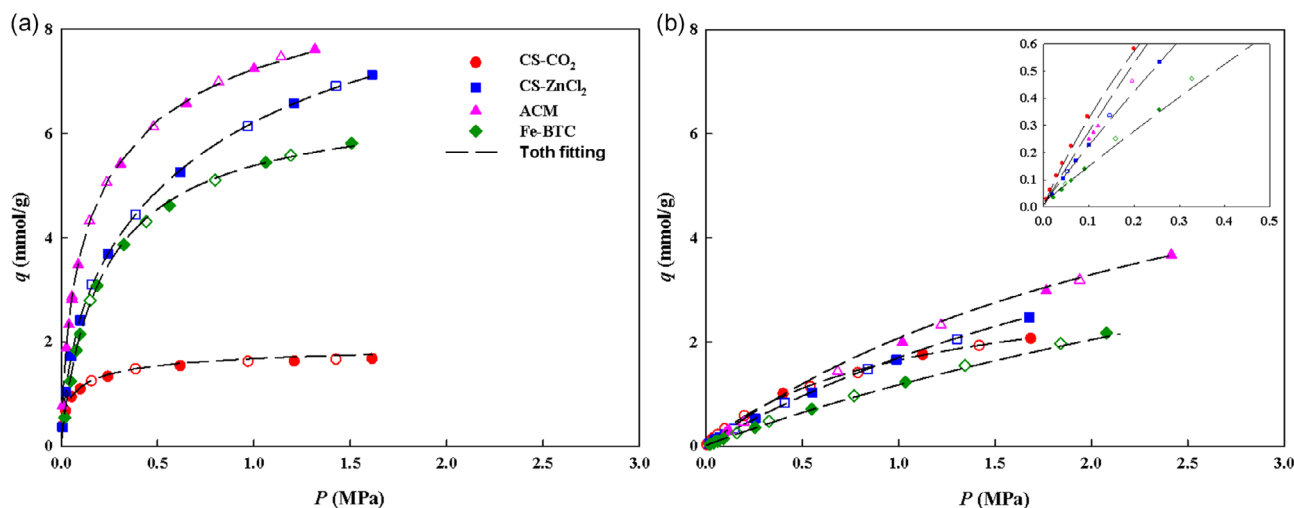 (a)
8
6
4
2
0
q (mmol/g)
0.0 0.5 1.0 1.5 2.0 2.5 3.0
P (MPa)
CS-CO₂
CS-ZnCl₂
ACM
Fe-BTC
Toth fitting
(b)
8
6
4
2
0
q (mmol/g)
0.0 0.5 1.0 1.5 2.0 2.5 3.0
P (MPa)
0.6
0.5
0.4
0.3
0.2
0.1
0.0
0.0 0.1 0.2 0.3 0.4 0.5